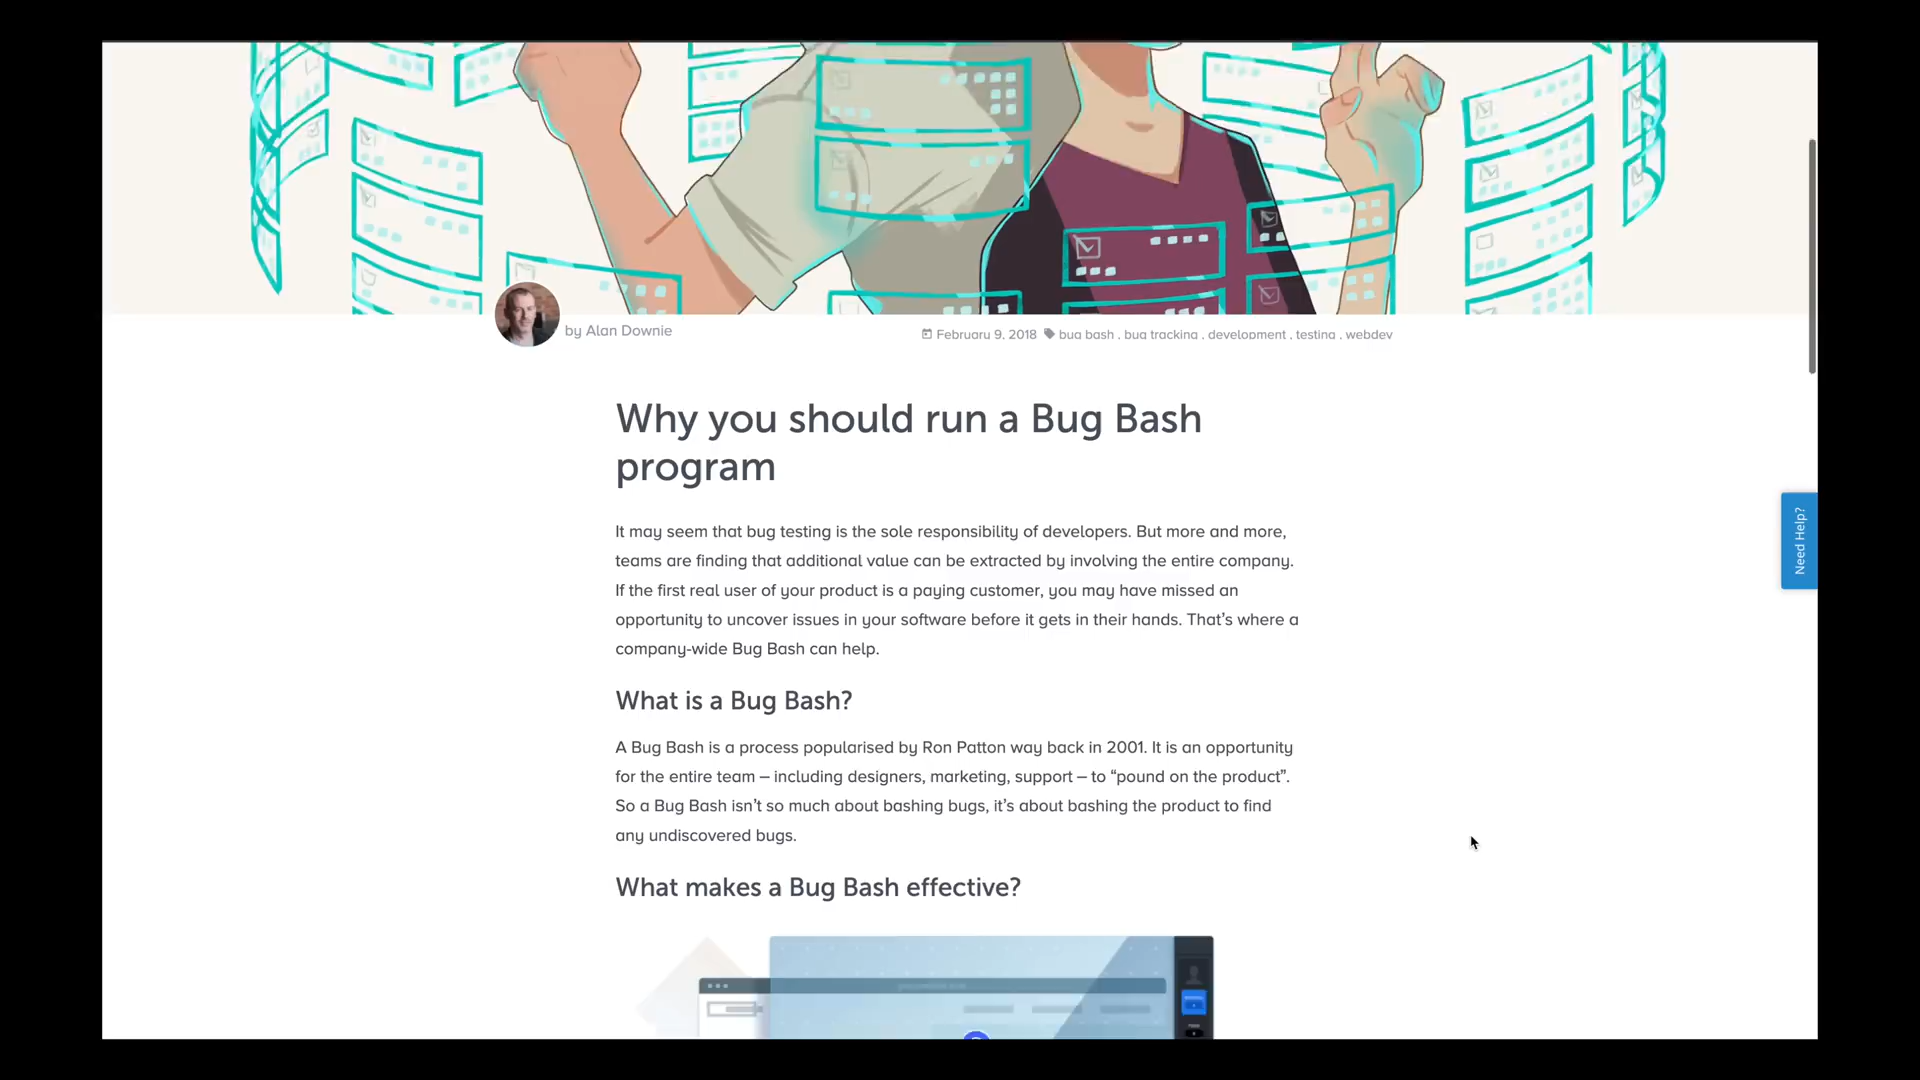 by Alan Downie
February 9, 2018 bug bash , bug tracking , development , testing , webdev
Why you should run a Bug Bash
program
It may seem that bug testing is the sole responsibility of developers. But more and more,
teams are finding that additional value can be extracted by involving the entire company.
If the first real user of your product is a paying customer, you may have missed an
opportunity to uncover issues in your software before it gets in their hands. That’s where a
company-wide Bug Bash can help.
What is a Bug Bash?
A Bug Bash is a process popularised by Ron Patton way back in 2001. It is an opportunity
for the entire team – including designers, marketing, support – to “pound on the product”.
So a Bug Bash isn’t so much about bashing bugs, it’s about bashing the product to find
any undiscovered bugs.
What makes a Bug Bash effective?
Need Help?